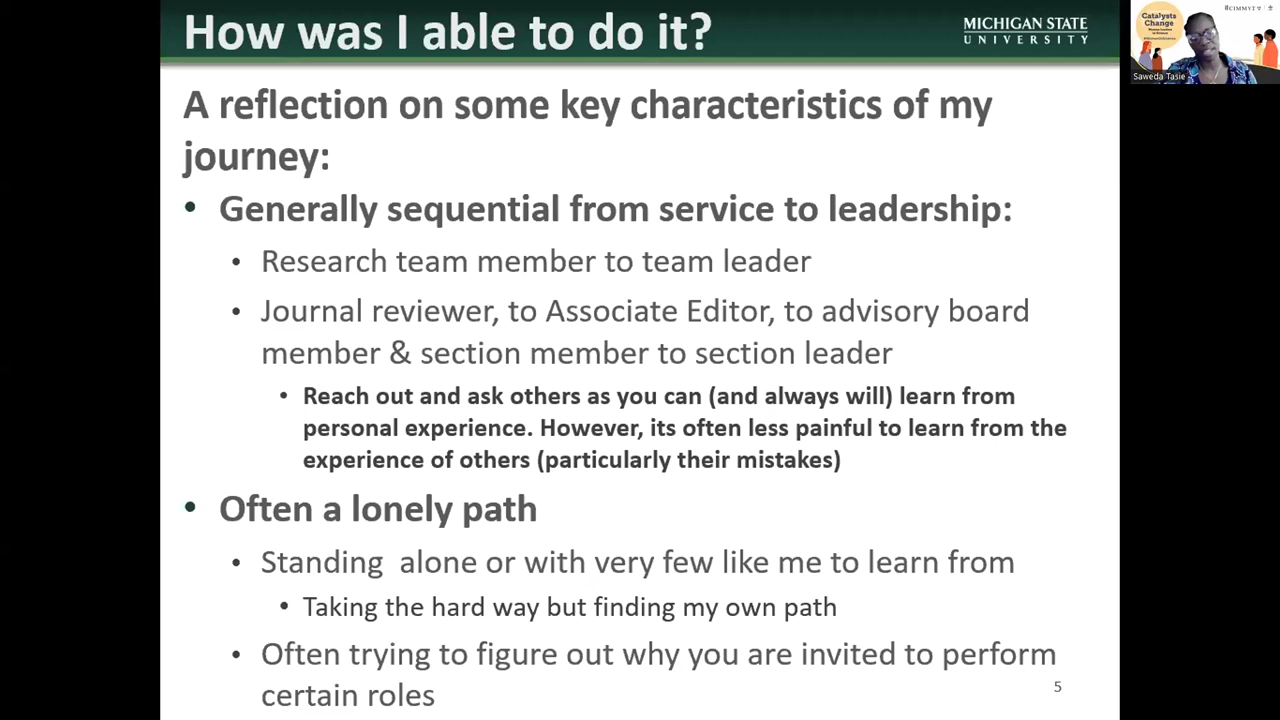 How was I able to do it?
MICHIGAN STATE
UNIVERSITY
A reflection on some key characteristics of my
journey:
• Generally sequential from service to leadership:
• Research team member to team leader
• Journal reviewer, to Associate Editor, to advisory board
member & section member to section leader
• Reach out and ask others as you can (and always will) learn from
personal experience. However, its often less painful to learn from the
experience of others (particularly their mistakes)
• Often a lonely path
• Standing  alone or with very few like me to learn from
• Taking the hard way but finding my own path
• Often trying to figure out why you are invited to perform
certain roles
5
Catalysts
Change
CIMMYT
Saweda Tasie